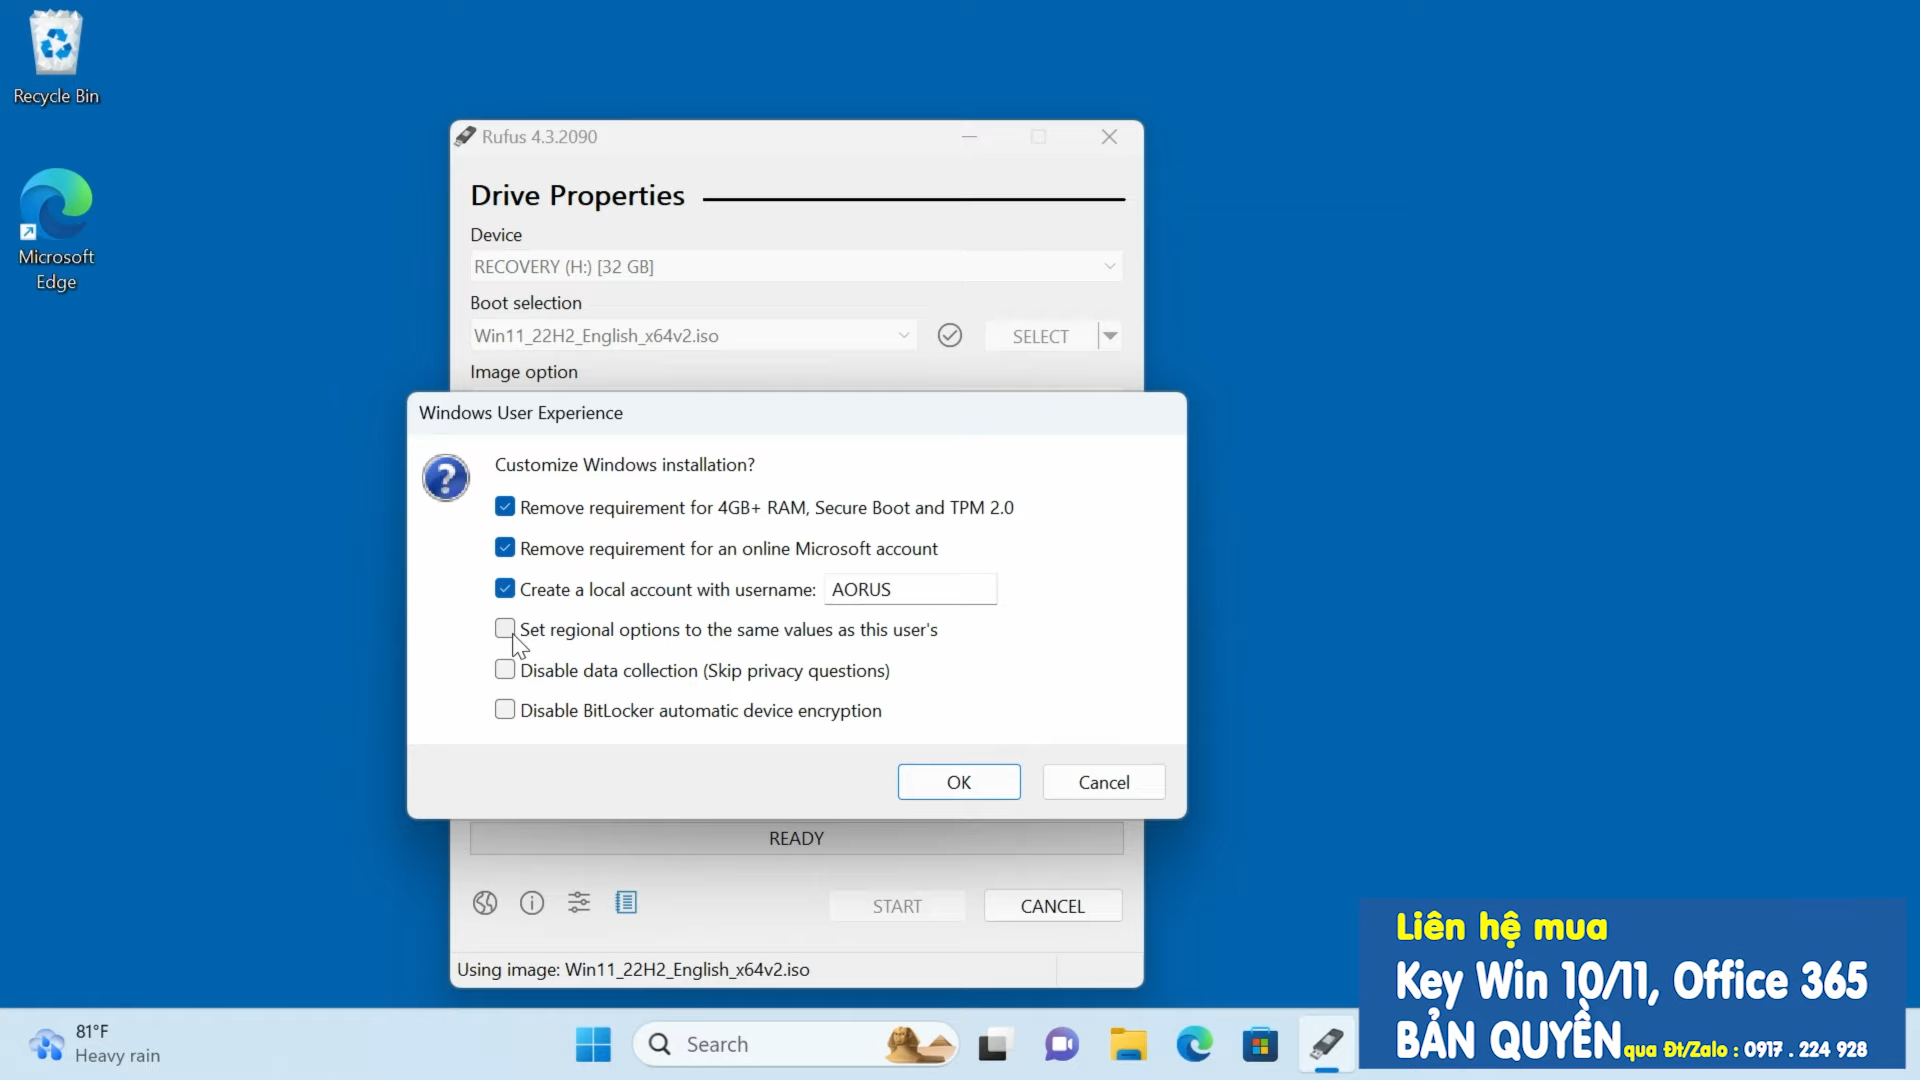 Recycle Bin
Microsoft
Edge
Rufus 4.3.2090
Drive Properties
Device
RECOVERY (H:) [32 GB]
Boot selection
Win11_22H2_English_x64v2.iso
SELECT
Image option
Windows User Experience
Customize Windows installation?
Remove requirement for 4GB+ RAM, Secure Boot and TPM 2.0
Remove requirement for an online Microsoft account
Create a local account with username: AORUS
Set regional options to the same values as this user's
Disable data collection (Skip privacy questions)
Disable BitLocker automatic device encryption
OK
Cancel
READY
START
CANCEL
Using image: Win11_22H2_English_x64v2.iso
81°F
Heavy rain
Search
Liên hệ mua
Key Win 10/11, Office 365
BẢN QUYỀN qua Đt/Zalo : 0917 . 224 928